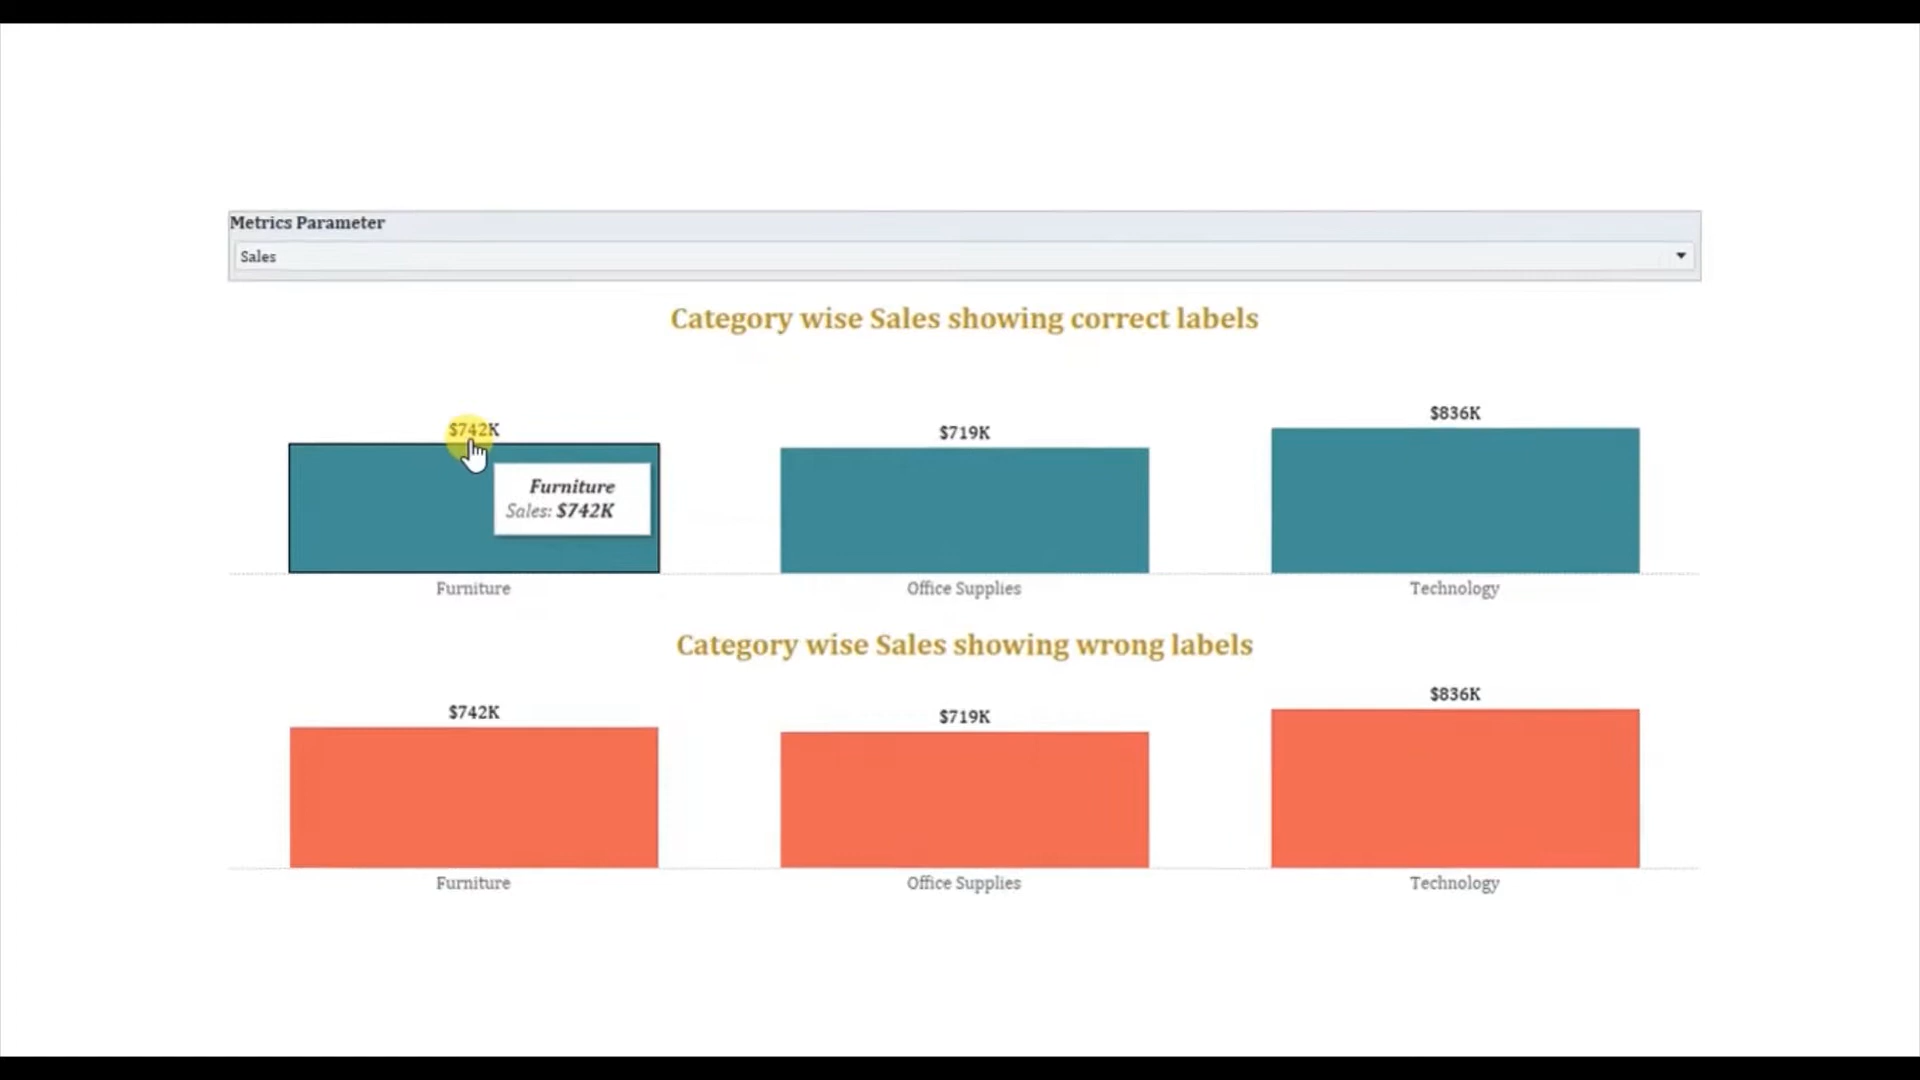 Metrics Parameter
Sales
Category wise Sales showing correct labels
$742K
$719K
$836K
Furniture
Sales: $742K
Furniture
Office Supplies
Technology
Category wise Sales showing wrong labels
$742K
$719K
$836K
Furniture
Office Supplies
Technology